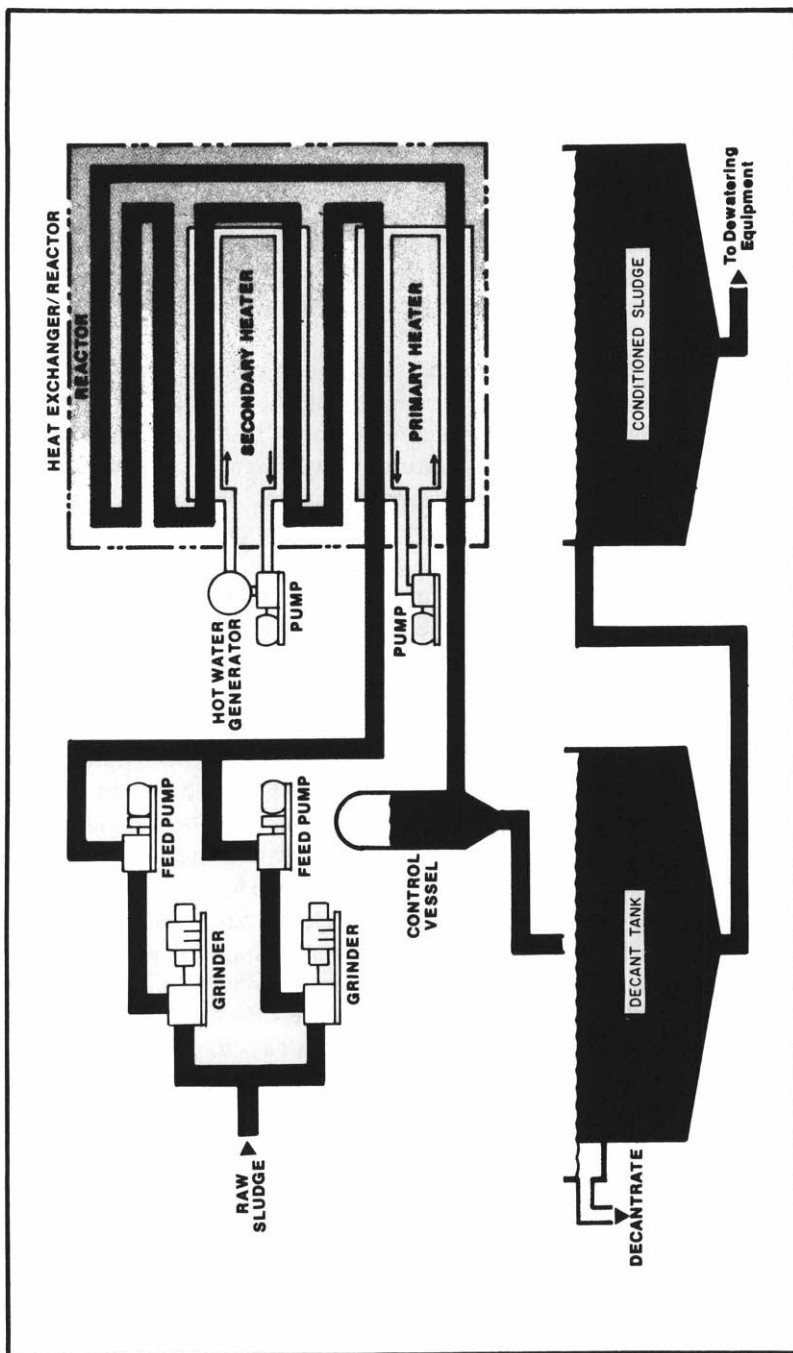 HEAT EXCHANGER/REACTOR
REACTOR
SECONDARY HEATER
PRIMARY HEATER
HOT WATER
GENERATOR
PUMP
PUMP
FEED PUMP
FEED PUMP
GRINDER
GRINDER
RAW
SLUDGE
CONTROL
VESSEL
DECANTRATE
DECANT TANK
CONDITIONED SLUDGE
To Dewatering
Equipment